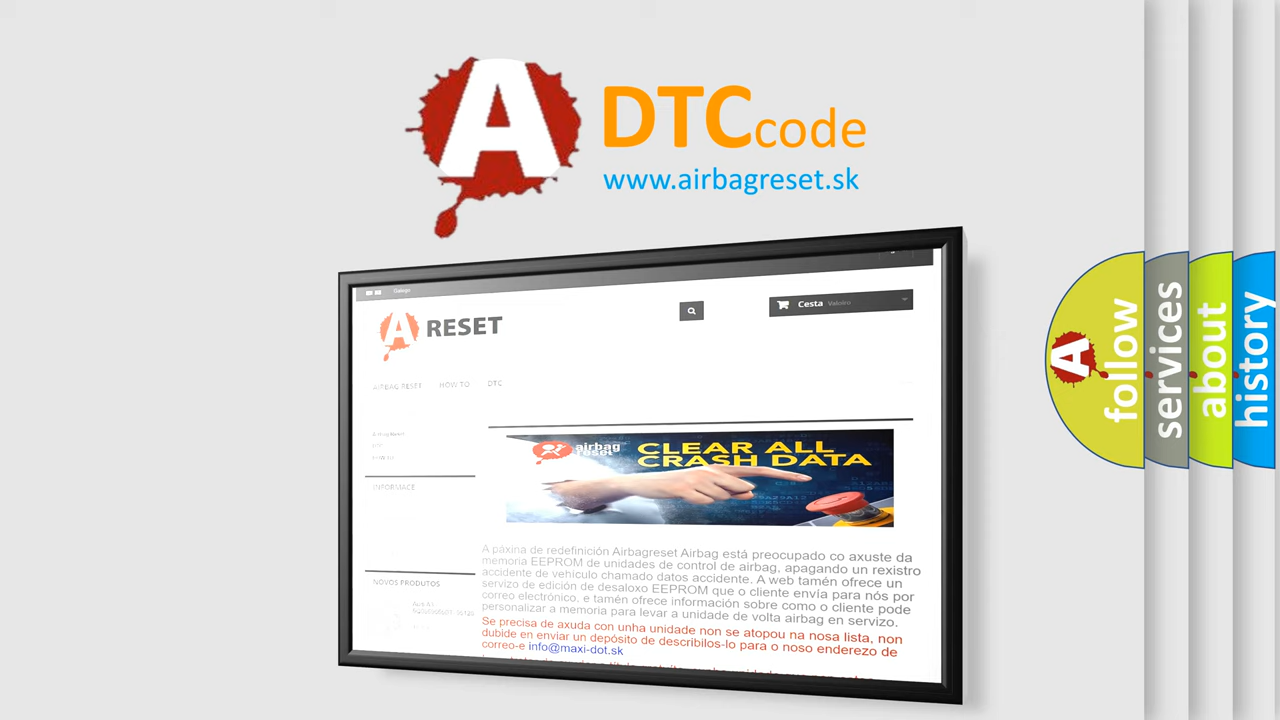 A
DTCcode
www.airbagreset.sk
Galego
A RESET
Cesta Valeiro
AIRBAG RESET HOW TO DTC
INFORMACE
airbag
reset
CLEAR ALL
CRASH DATA
A páxina de redefinición Airbagreset Airbag está preocupado co axuste da
memoria EEPROM de unidades de control de airbag, apagando un rexistro
accidente de vehículo chamado datos accidente. A web tamén ofrece un
servizo de edición de desaloxo EEPROM que o cliente envía para nós por
correo electrónico, e tamén ofrece información sobre como o cliente pode
personalizar a memoria para levar a unidade de volta airbag en servizo.
Se precisa de axuda con unha unidade non se atopou na nosa lista, non
dubide en enviar un depósito de describilos-lo para o noso enderezo de
correo-e info@maxi-dot.sk
NOVOS PRODUTOS
A
follow
services
about
history